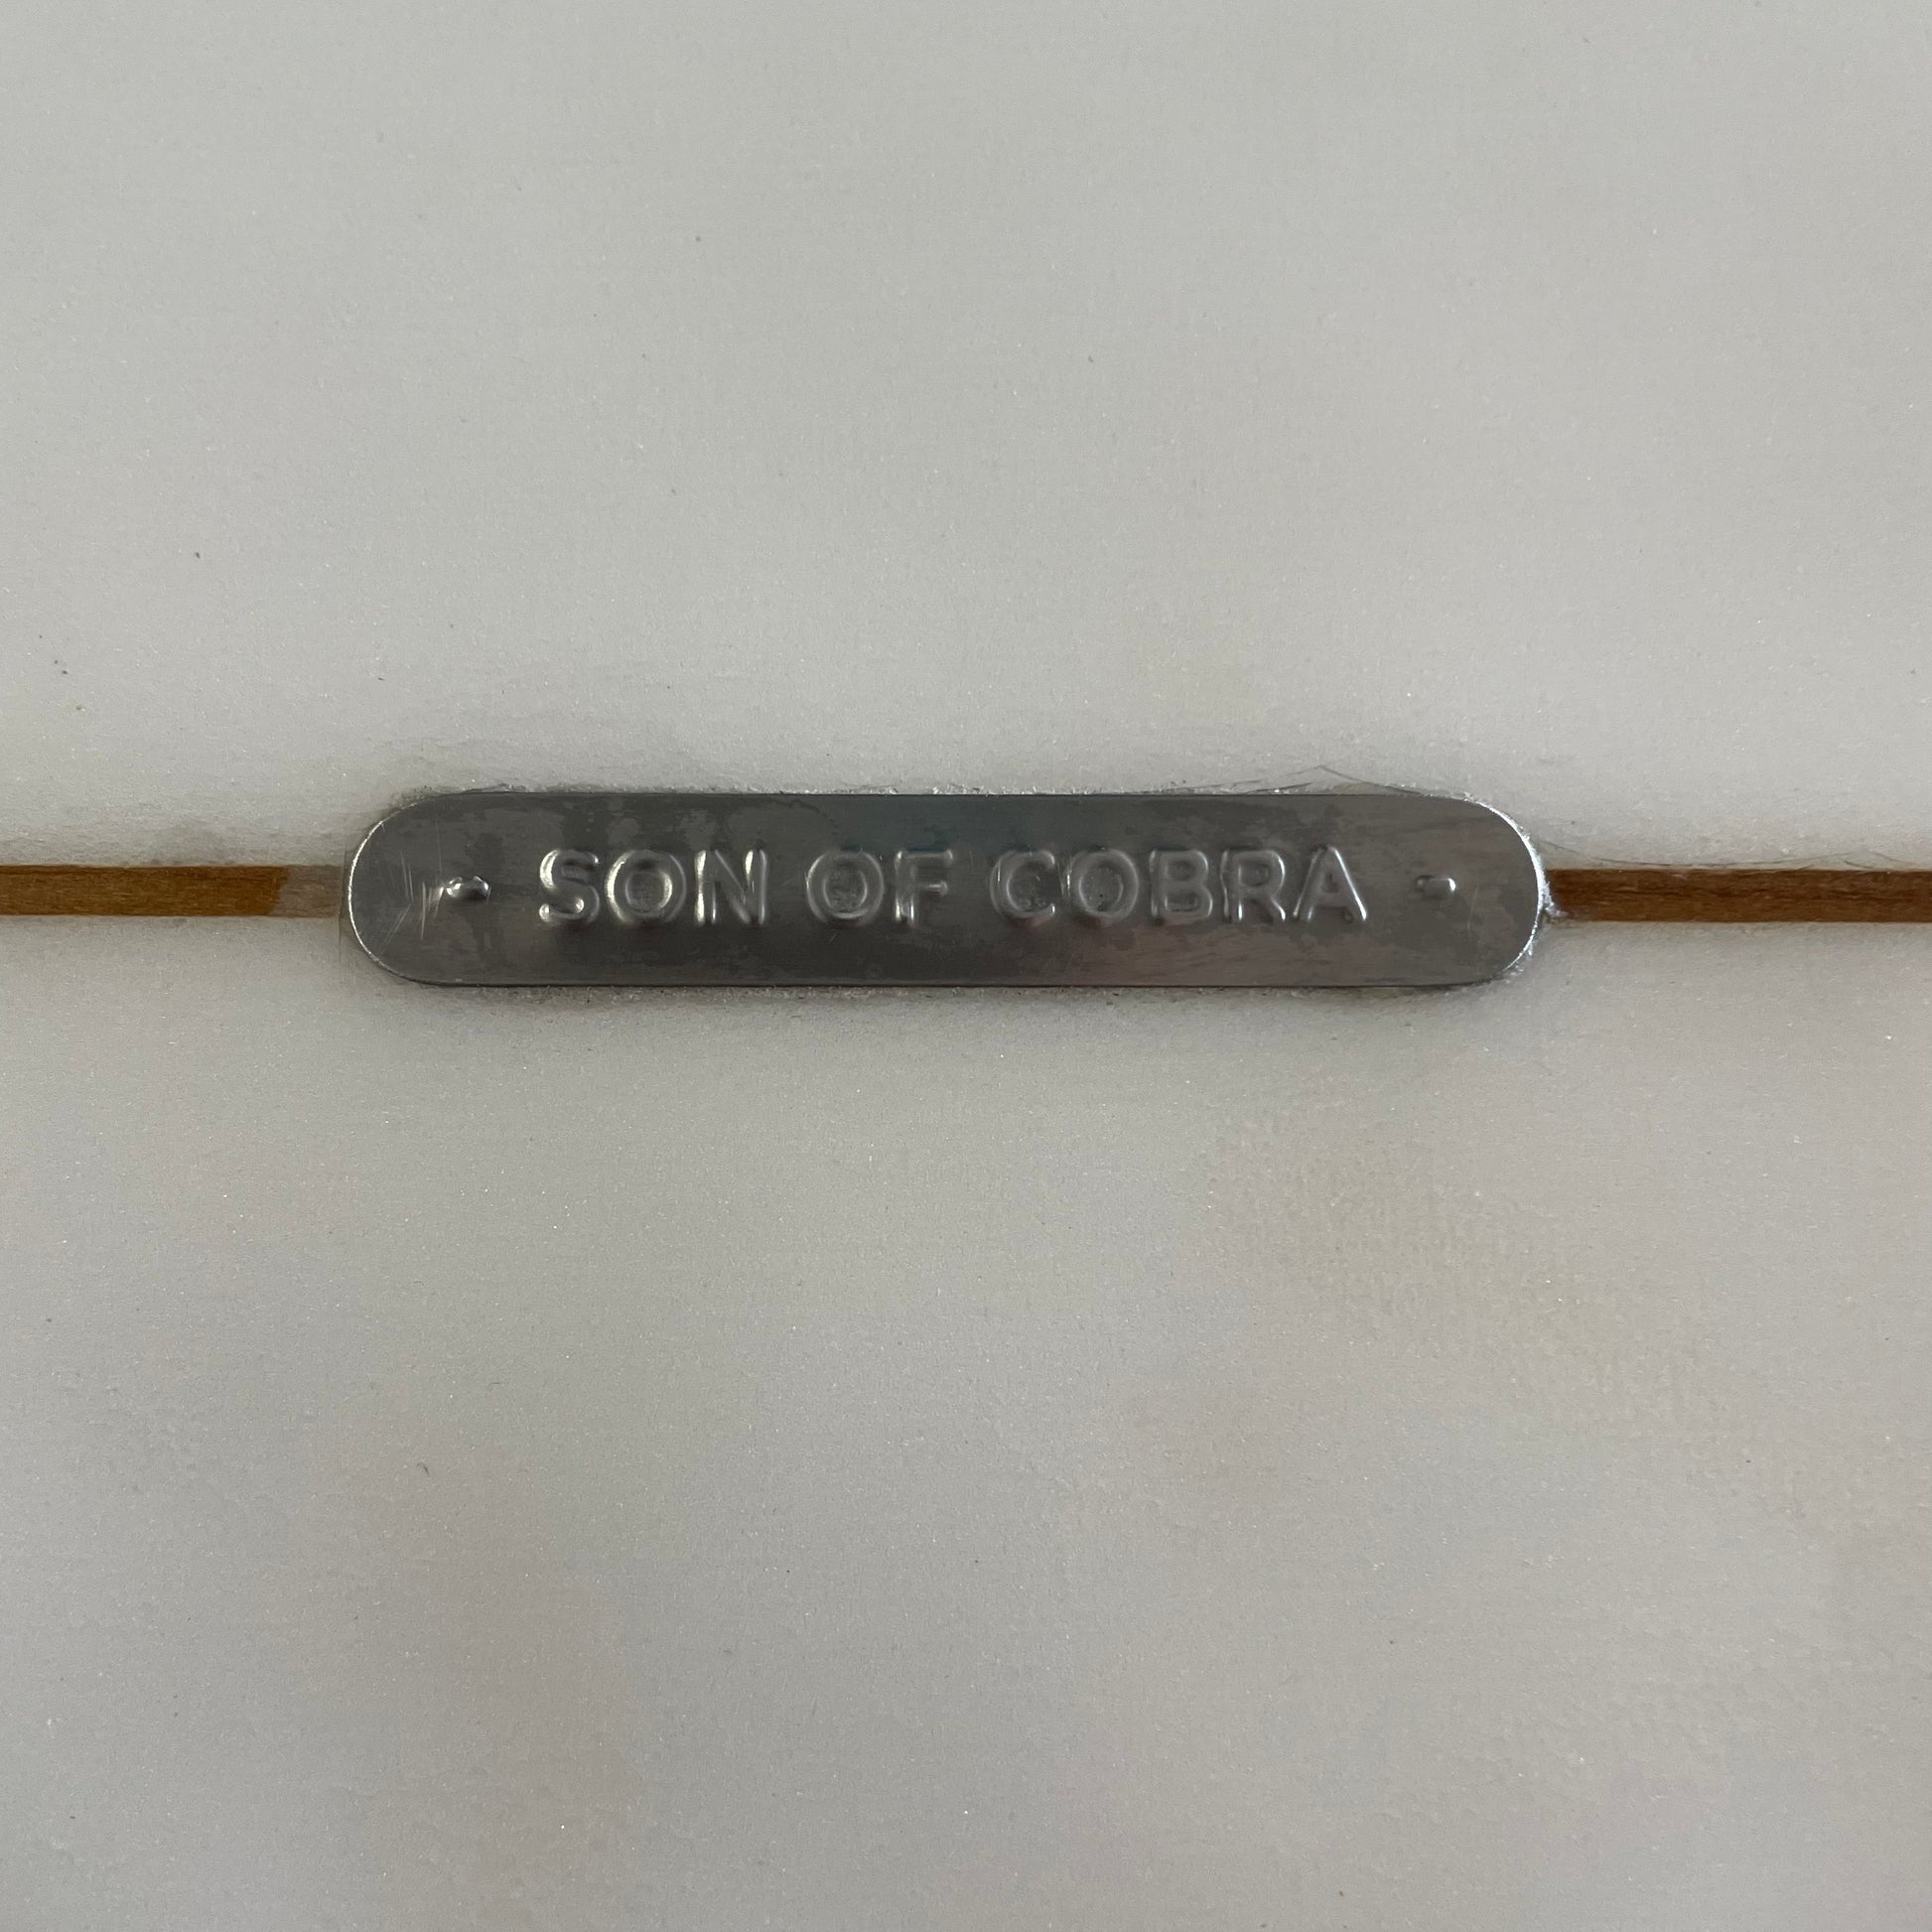 - SON OF COBRA -